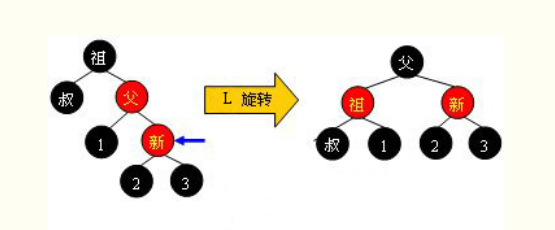 祖
叔 父
1 新
2 3
L 旋转
父
祖 新
叔 1 2 3